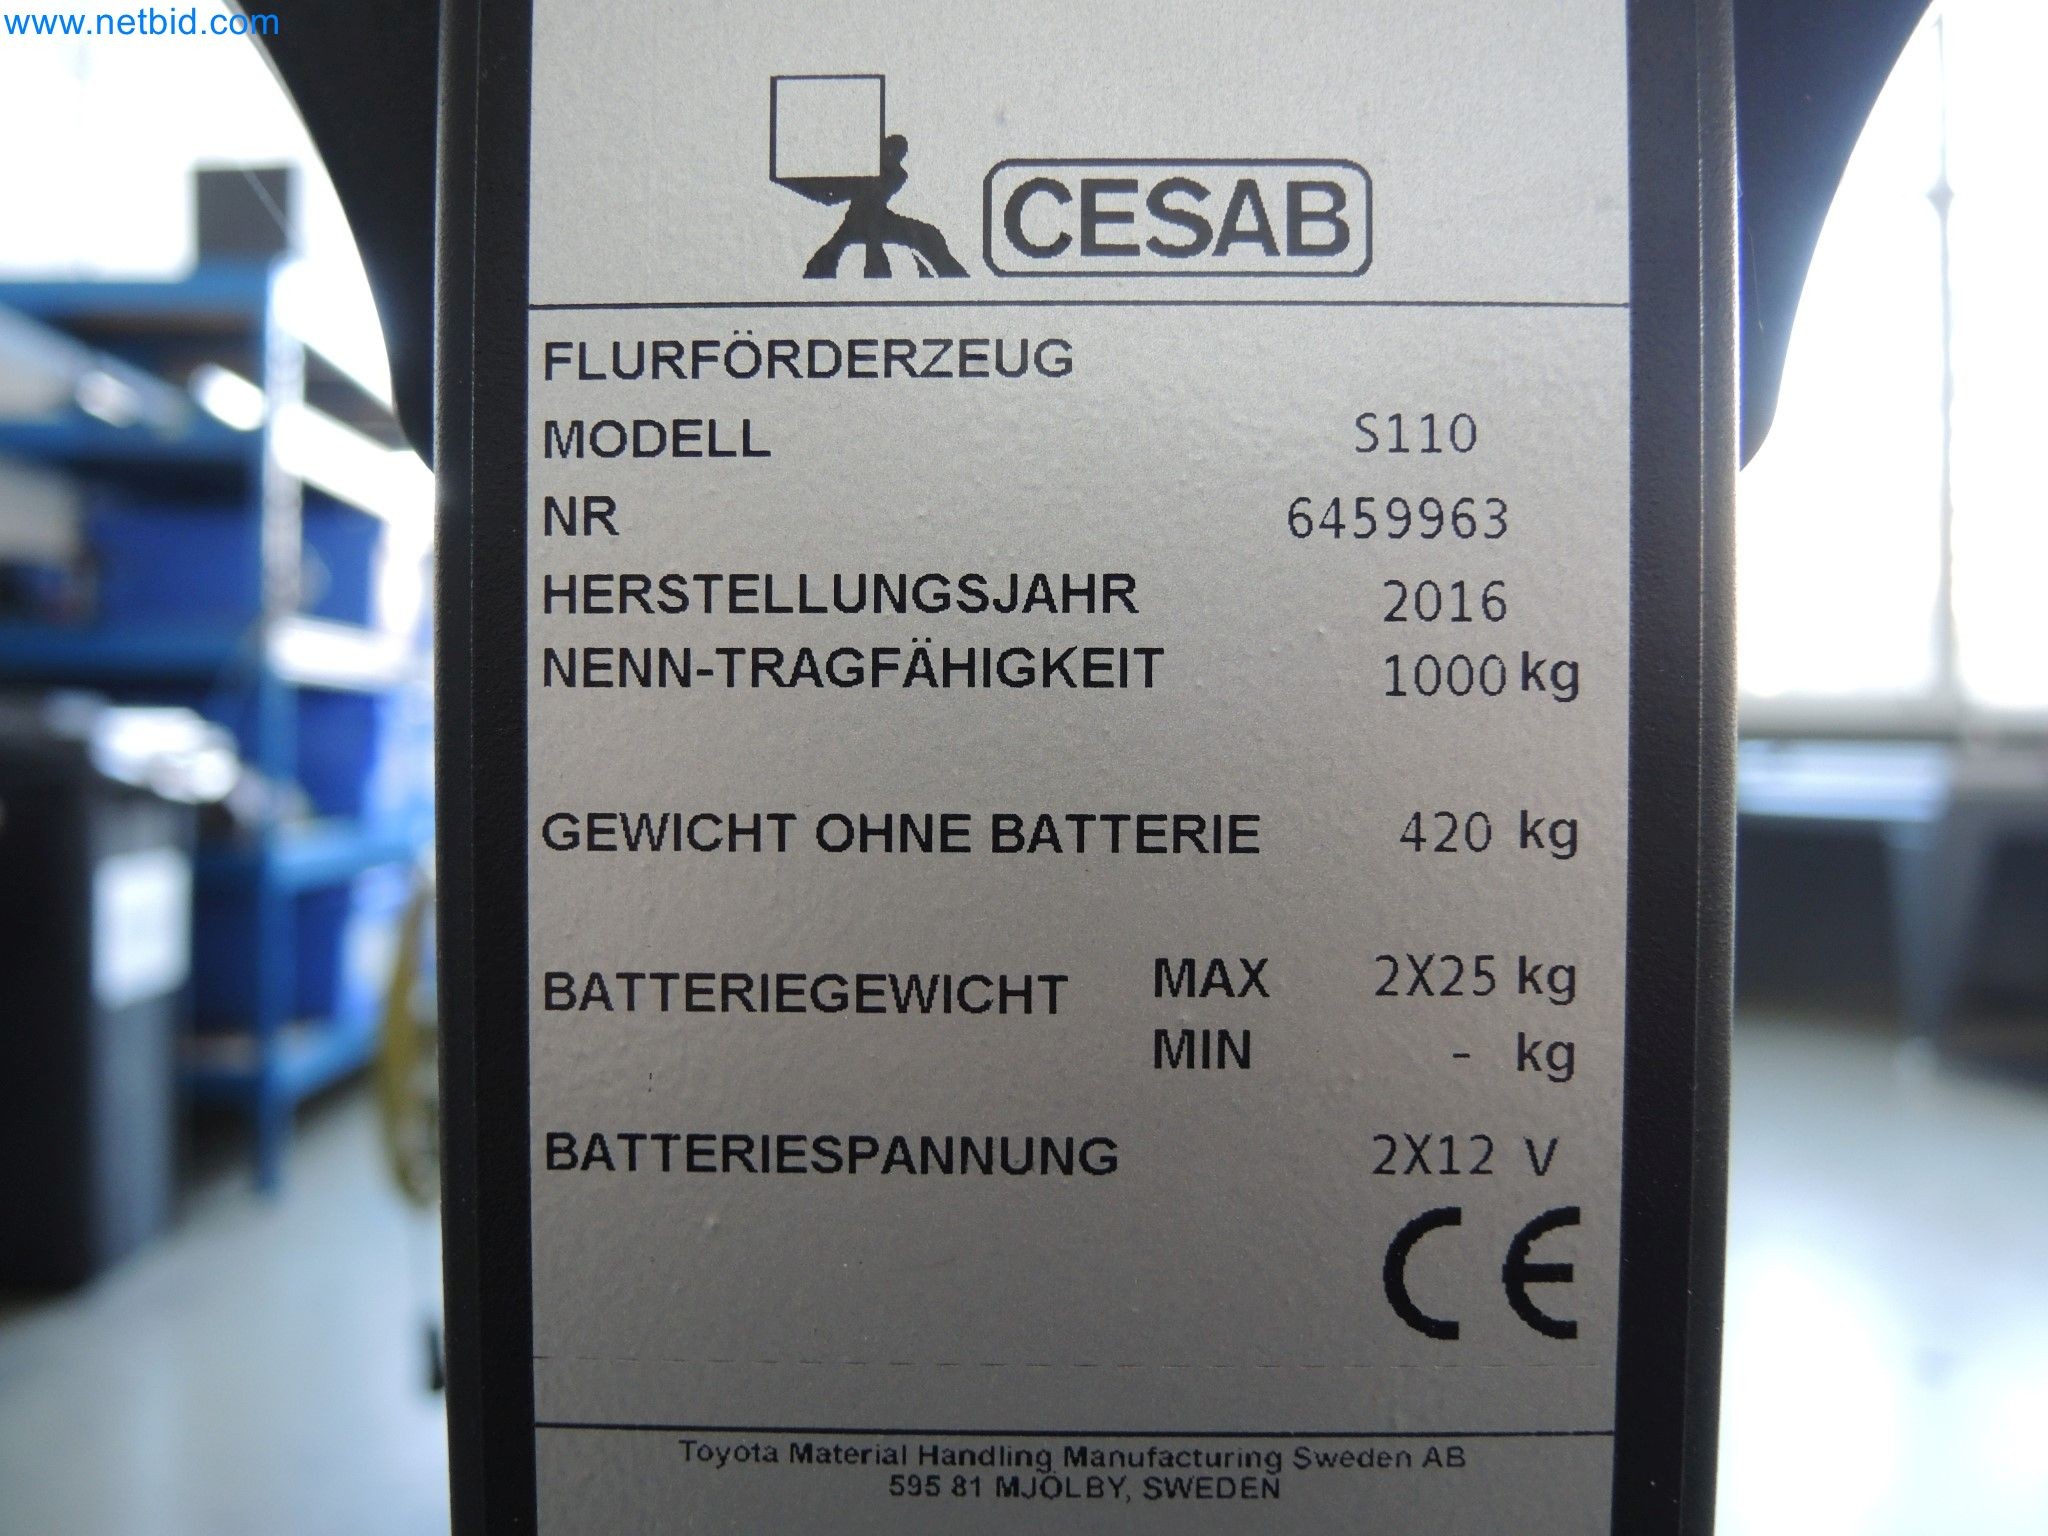 www.netbid.com
CESAB
FLURFÖRDERZEUG
MODELL S110
NR 6459963
HERSTELLUNGSJAHR 2016
NENN-TRAGFÄHIGKEIT 1000 kg
GEWICHT OHNE BATTERIE 420 kg
BATTERIEGEWICHT MAX 2X25 kg
MIN - kg
BATTERIESPANNUNG 2X12 V
CE
Toyota Material Handling Manufacturing Sweden AB
595 81 MJÖLBY, SWEDEN